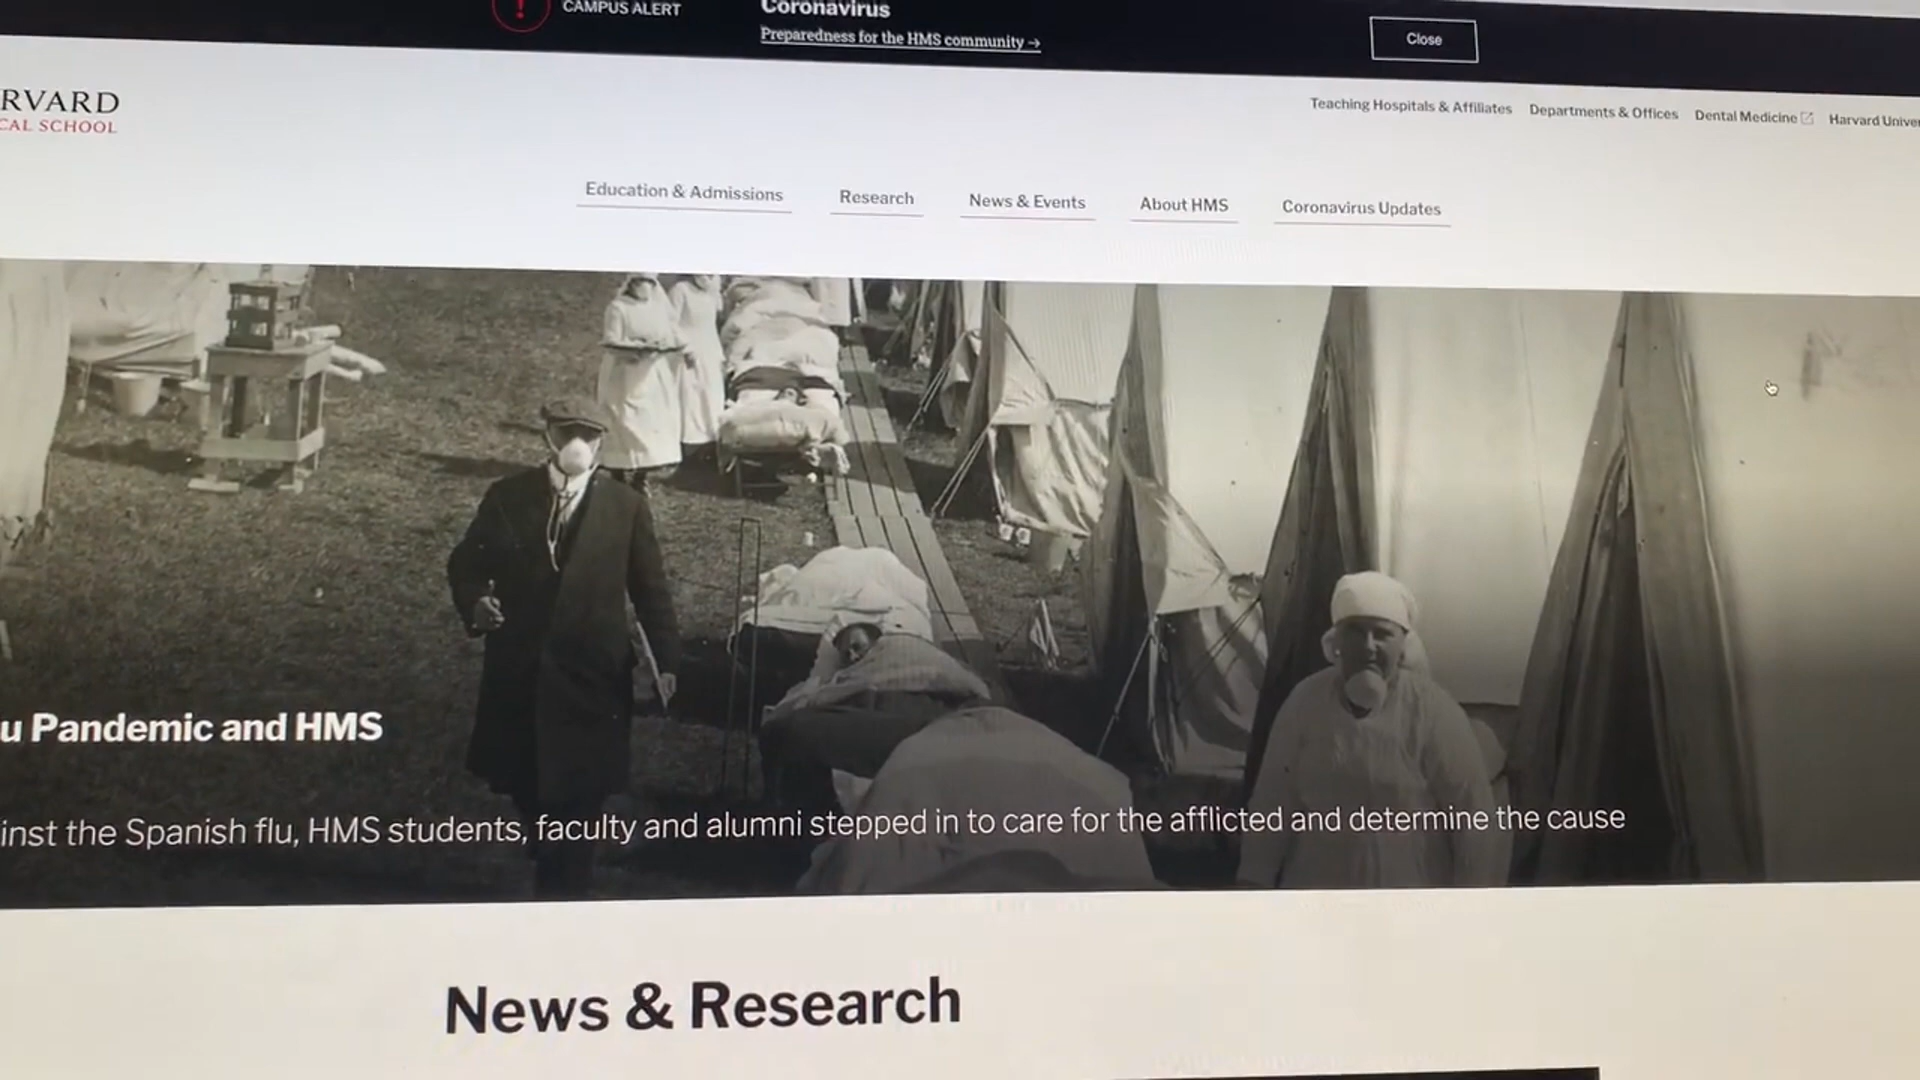 CAMPUS ALERT
Coronavirus
Preparedness for the HMS community →
Close
RVARD
CAL SCHOOL
Teaching Hospitals & Affiliates
Departments & Offices
Dental Medicine
Harvard Univer
Education & Admissions
Research
News & Events
About HMS
Coronavirus Updates
u Pandemic and HMS
inst the Spanish flu, HMS students, faculty and alumni stepped in to care for the afflicted and determine the cause
News & Research